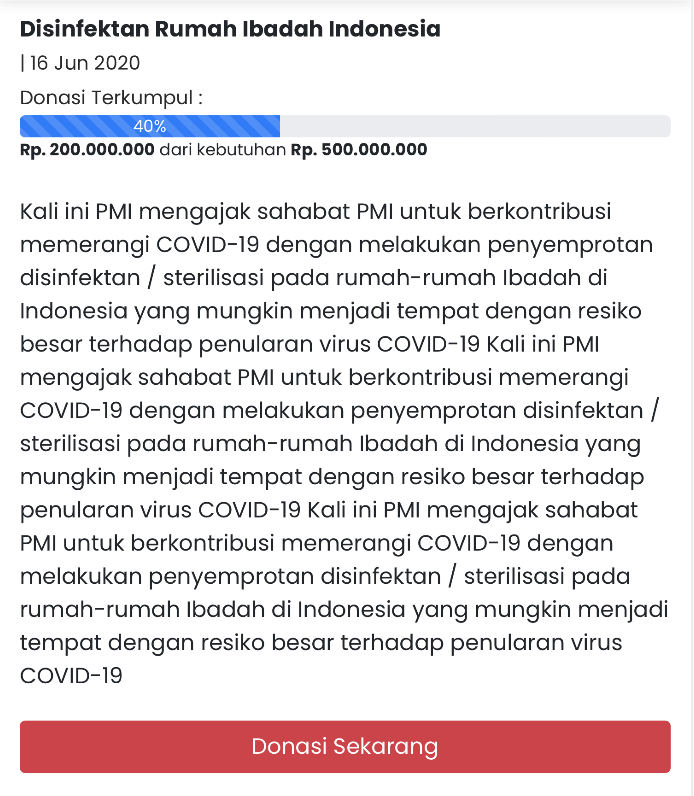 Disinfektan Rumah Ibadah Indonesia
| 16 Jun 2020
Donasi Terkumpul :
40%
Rp. 200.000.000 dari kebutuhan Rp. 500.000.000
Kali ini PMI mengajak sahabat PMI untuk berkontribusi
memerangi COVID-19 dengan melakukan penyemprotan
disinfektan / sterilisasi pada rumah-rumah Ibadah di
Indonesia yang mungkin menjadi tempat dengan resiko
besar terhadap penularan virus COVID-19 Kali ini PMI
mengajak sahabat PMI untuk berkontribusi memerangi
COVID-19 dengan melakukan penyemprotan disinfektan /
sterilisasi pada rumah-rumah Ibadah di Indonesia yang
mungkin menjadi tempat dengan resiko besar terhadap
penularan virus COVID-19 Kali ini PMI mengajak sahabat
PMI untuk berkontribusi memerangi COVID-19 dengan
melakukan penyemprotan disinfektan / sterilisasi pada
rumah-rumah Ibadah di Indonesia yang mungkin menjadi
tempat dengan resiko besar terhadap penularan virus
COVID-19
Donasi Sekarang